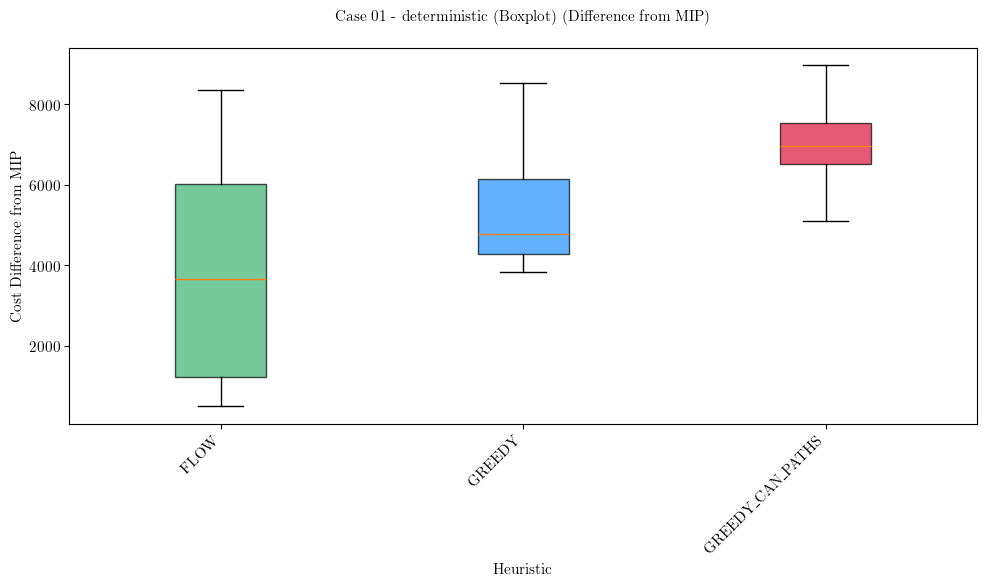 Case 01 - deterministic (Boxplot) (Difference from MIP)
Cost Difference from MIP
8000
6000
4000
2000
FLOW
GREEDY
GREEDY_CAN_PATHS
Heuristic